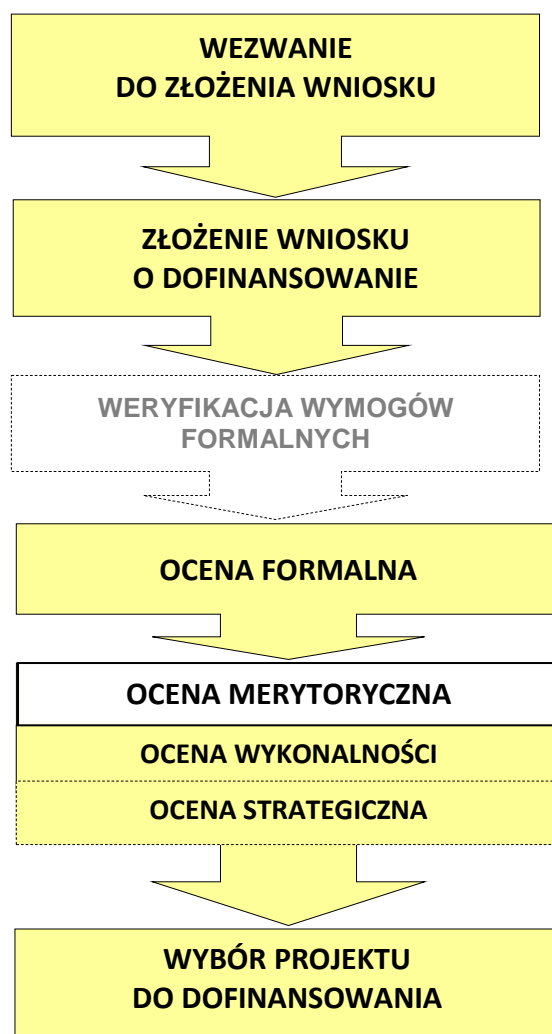 WEZWANIE
DO ZŁOŻENIA WNIOSKU
ZŁOŻENIE WNIOSKU
O DOFINANSOWANIE
WERYFIKACJA WYMOGÓW
FORMALNYCH
OCENA FORMALNA
OCENA MERYTORYCZNA
OCENA WYKONALNOŚCI
OCENA STRATEGICZNA
WYBÓR PROJEKTU
DO DOFINANSOWANIA